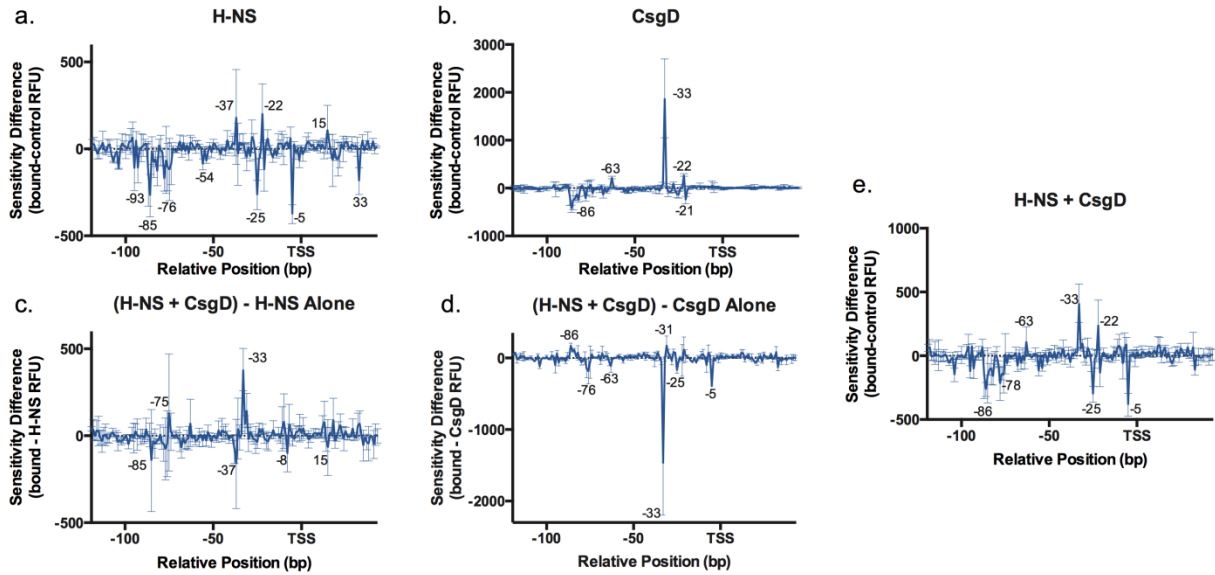 a.
H-NS
Sensitivity Difference
(bound-control RFU)
500
0
-500
-37
-22
15
-93
-85
-76
-54
-25
-5
33
-100
-50
TSS
Relative Position (bp)
b.
CsgD
Sensitivity Difference
(bound-control RFU)
3000
2000
1000
0
-1000
-33
-63
-22
-86
-21
-100
-50
TSS
Relative Position (bp)
c.
(H-NS + CsgD) - H-NS Alone
Sensitivity Difference
(bound - H-NS RFU)
500
0
-500
-75
-33
-85
-37
-8
15
-100
-50
TSS
Relative Position (bp)
d.
(H-NS + CsgD) - CsgD Alone
Sensitivity Difference
(bound - CsgD RFU)
0
-1000
-2000
-86
-31
-76
-63
-25
-5
-33
-100
-50
TSS
Relative Position (bp)
e.
H-NS + CsgD
Sensitivity Difference
(bound-control RFU)
1000
500
0
-500
-33
-63
-22
-86
-78
-25
-5
-100
-50
TSS
Relative Position (bp)